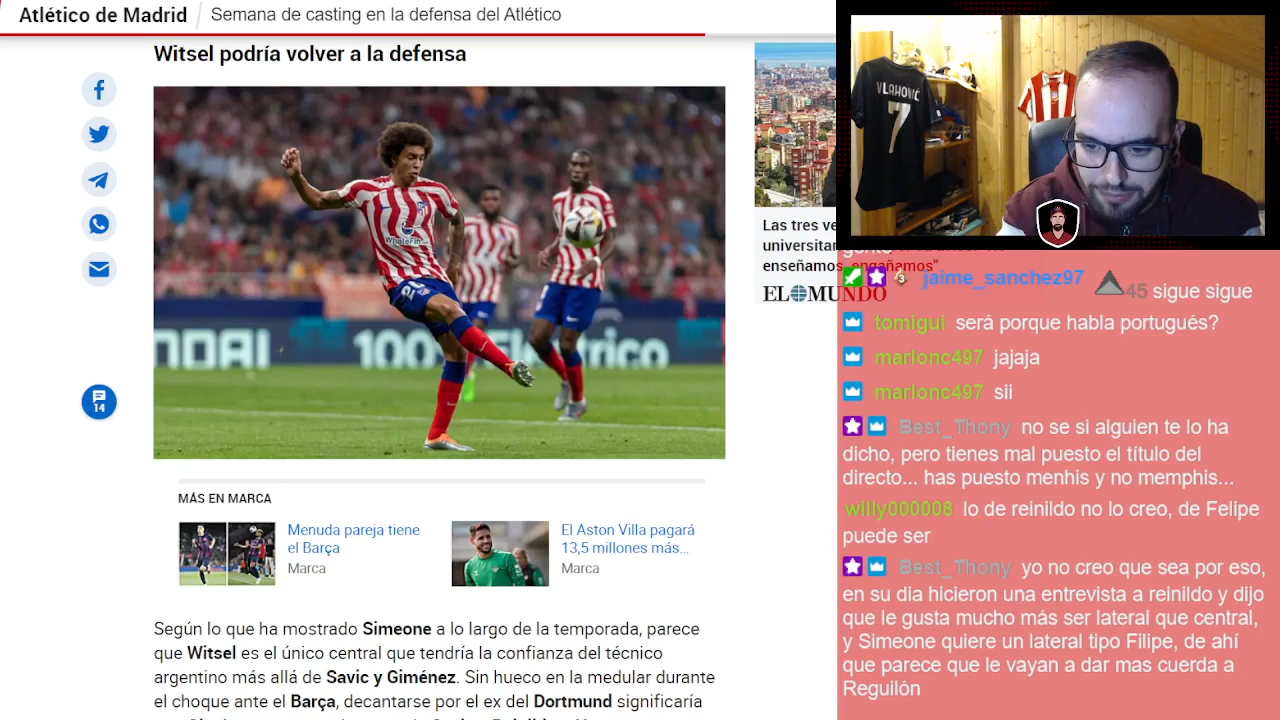 Atlético de Madrid
Semana de casting en la defensa del Atlético
Witsel podría volver a la defensa
VLAHOVIĆ
7
WhaleFin
100% Eléctrico
14
Las tres
universitar
enseñamos, engañamos"
EL MUNDO
MÁS EN MARCA
Menuda pareja tiene
el Barça
Marca
El Aston Villa pagará
13,5 millones más...
Marca
Según lo que ha mostrado Simeone a lo largo de la temporada, parece
que Witsel es el único central que tendría la confianza del técnico
argentino más allá de Savic y Giménez. Sin hueco en la medular durante
el choque ante el Barça, decantarse por el ex del Dortmund significaría
3 jaime_sanchez97 45 sigue sigue
tomigui será porque habla portugués?
marlonc497 jajaja
marlonc497 sii
Best_Thony no se si alguien te lo ha
dicho, pero tienes mal puesto el título del
directo... has puesto menhis y no memphis...
willy000008 lo de reinildo no lo creo, de Felipe
puede ser
Best_Thony yo no creo que sea por eso,
en su dia hicieron una entrevista a reinildo y dijo
que le gusta mucho más ser lateral que central,
y Simeone quiere un lateral tipo Filipe, de ahí
que parece que le vayan a dar mas cuerda a
Reguilón